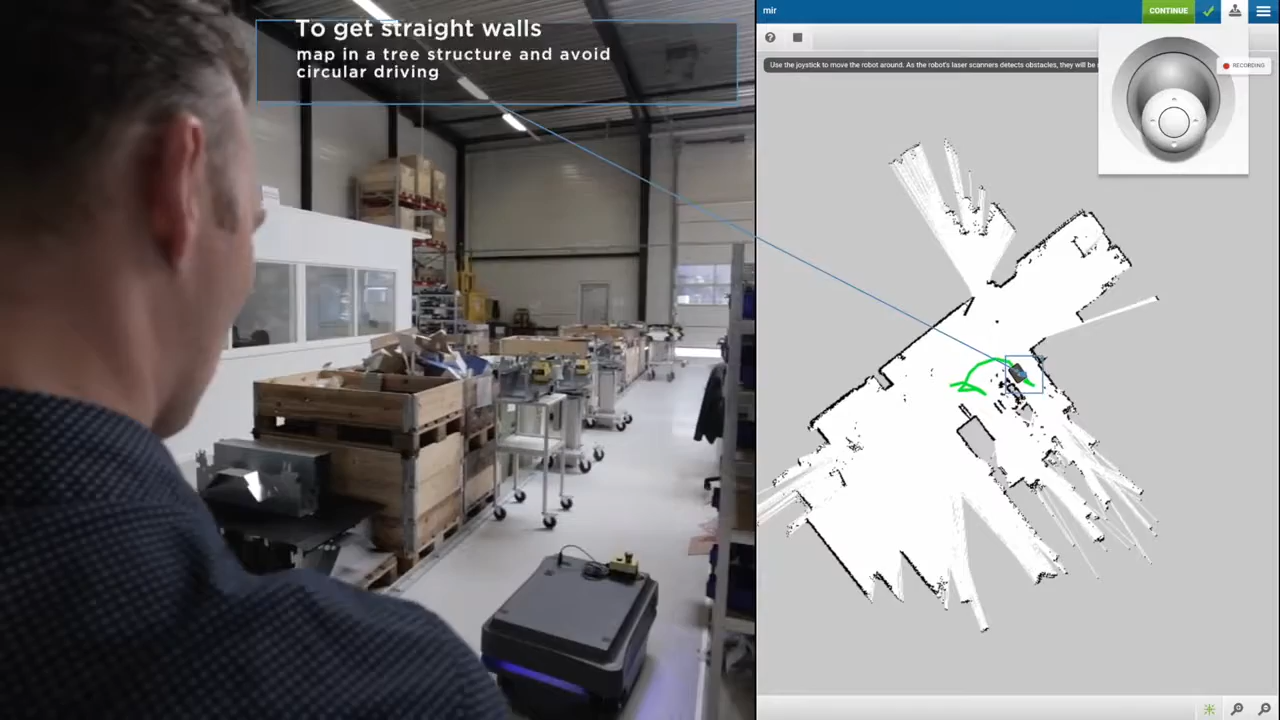 To get straight walls
map in a tree structure and avoid
circular driving
mir
CONTINUE
Use the joystick to move the robot around. As the robot's laser scanners detects obstacles, they will be
RECORDING